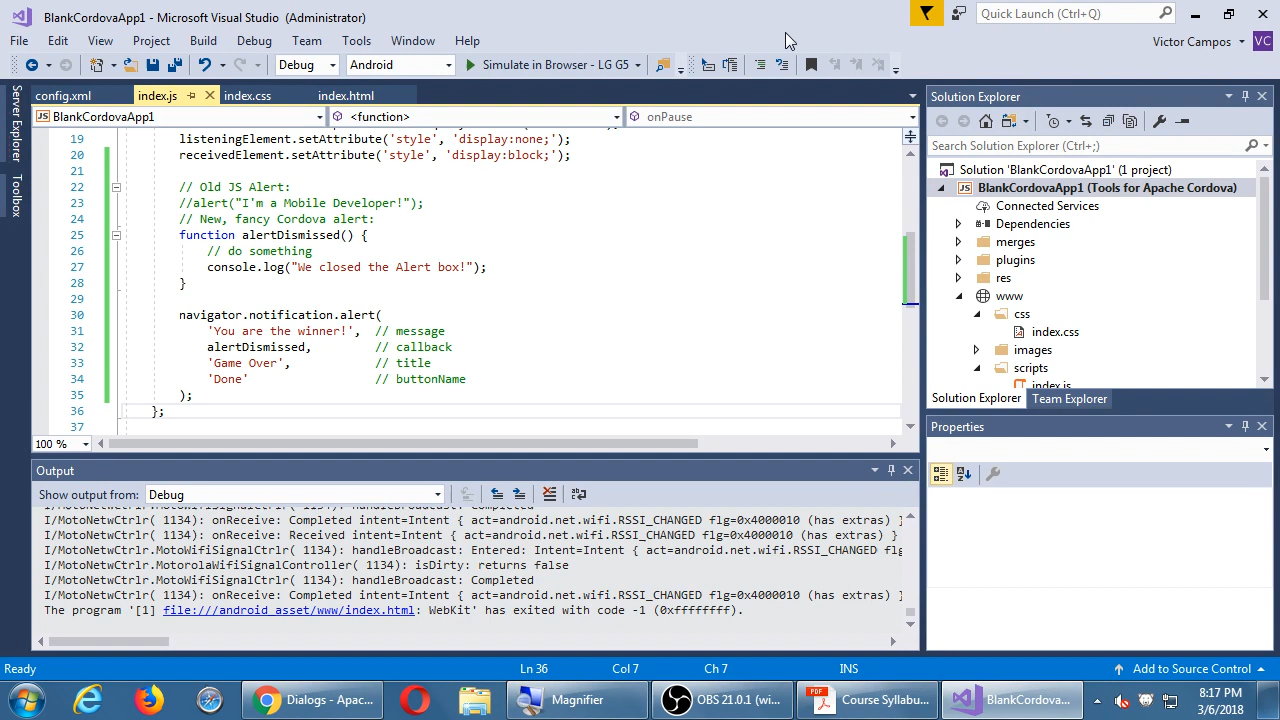 BlankCordovaApp1 - Microsoft Visual Studio (Administrator)
Quick Launch (Ctrl+Q)
File Edit View Project Build Debug Team Tools Window Help
Victor Campos VC
Debug Android Simulate in Browser - LG G5
Server Explorer
Toolbox
config.xml index.js index.css index.html
BlankCordovaApp1 <function> onPause
19 listeningElement.setAttribute('style', 'display:none;');
20 receivedElement.setAttribute('style', 'display:block;');
21
22 // Old JS Alert:
23 //alert("I'm a Mobile Developer!");
24 // New, fancy Cordova alert:
25 function alertDismissed() {
26 // do something
27 console.log("We closed the Alert box!");
28 }
29
30 navigator.notification.alert(
31 'You are the winner!', // message
32 alertDismissed, // callback
33 'Game Over', // title
34 'Done' // buttonName
35 );
36 };
37
100 %
Output
Show output from: Debug
I/MotoNetwCtrlr.MotoWifiSignalCtrlr( 1134): handleBroadcast: Completed
I/MotoNetwCtrlr( 1134): onReceive: Completed intent=Intent { act=android.net.wifi.RSSI_CHANGED flg=0x4000010 (has extras) }
I/MotoNetwCtrlr( 1134): onReceive: Received intent=Intent { act=android.net.wifi.RSSI_CHANGED flg=0x4000010 (has extras) }
I/MotoNetwCtrlr.MotoWifiSignalCtrlr( 1134): handleBroadcast: Entered: Intent=Intent { act=android.net.wifi.RSSI_CHANGED flg
I/MotoNetwCtrlr.MotorolaWifiSignalController( 1134): isDirty: returns false
I/MotoNetwCtrlr.MotoWifiSignalCtrlr( 1134): handleBroadcast: Completed
I/MotoNetwCtrlr( 1134): onReceive: Completed intent=Intent { act=android.net.wifi.RSSI_CHANGED flg=0x4000010 (has extras) }
The program '[1] file:///android_asset/www/index.html: WebKit' has exited with code -1 (0xffffffff).
Solution Explorer
Search Solution Explorer (Ctrl+;)
Solution 'BlankCordovaApp1' (1 project)
JS BlankCordovaApp1 (Tools for Apache Cordova)
Connected Services
Dependencies
merges
plugins
res
www
css
index.css
images
scripts
index.js
Solution Explorer Team Explorer
Properties
Ready Ln 36 Col 7 Ch 7 INS Add to Source Control
Dialogs - Apac... Magnifier OBS 21.0.1 (wi... Course Syllabu... BlankCordova...
8:17 PM
3/6/2018